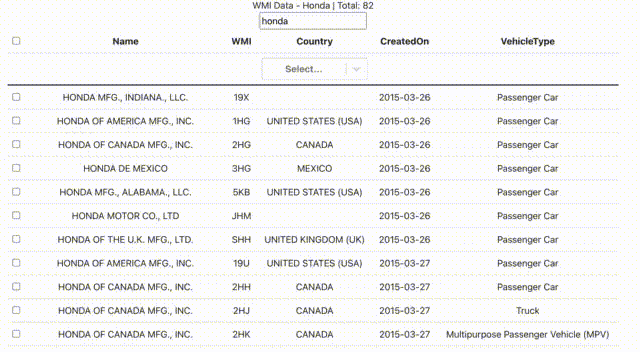 WMI Data - Honda | Total: 82
honda
Name WMI Country CreatedOn VehicleType
Select...
HONDA MFG., INDIANA., LLC. 19X 2015-03-26 Passenger Car
HONDA OF AMERICA MFG., INC. 1HG UNITED STATES (USA) 2015-03-26 Passenger Car
HONDA OF CANADA MFG., INC. 2HG CANADA 2015-03-26 Passenger Car
HONDA DE MEXICO 3HG MEXICO 2015-03-26 Passenger Car
HONDA MFG., ALABAMA., LLC. 5KB UNITED STATES (USA) 2015-03-26 Passenger Car
HONDA MOTOR CO., LTD JHM 2015-03-26 Passenger Car
HONDA OF THE U.K. MFG., LTD. SHH UNITED KINGDOM (UK) 2015-03-26 Passenger Car
HONDA OF AMERICA MFG., INC. 19U UNITED STATES (USA) 2015-03-27 Passenger Car
HONDA OF CANADA MFG., INC. 2HH CANADA 2015-03-27 Passenger Car
HONDA OF CANADA MFG., INC. 2HJ CANADA 2015-03-27 Truck
HONDA OF CANADA MFG., INC. 2HK CANADA 2015-03-27 Multipurpose Passenger Vehicle (MPV)